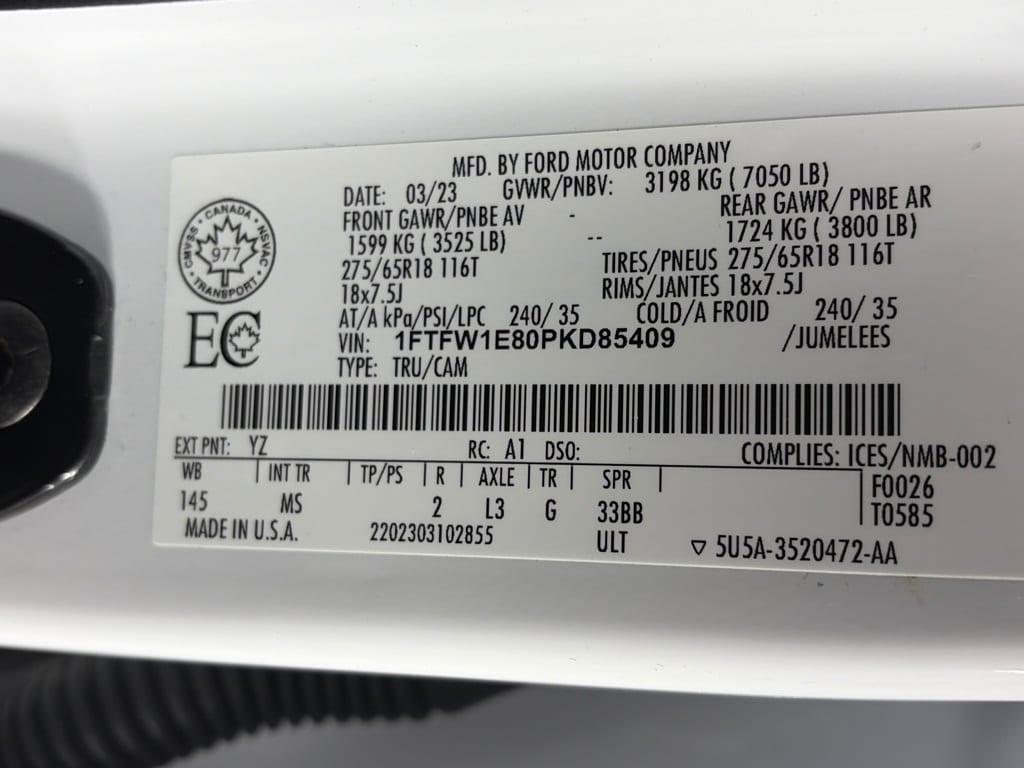 MFD. BY FORD MOTOR COMPANY
DATE: 03/23 GVWR/PNBV: 3198 KG ( 7050 LB)
FRONT GAWR/PNBE AV - REAR GAWR/ PNBE AR
1599 KG ( 3525 LB) -- 1724 KG ( 3800 LB)
275/65R18 116T TIRES/PNEUS 275/65R18 116T
18x7.5J RIMS/JANTES 18x7.5J
AT/A kPa/PSI/LPC 240/ 35 COLD/A FROID 240/ 35
VIN: 1FTFW1E80PKD85409 /JUMELEES
TYPE: TRU/CAM
CANADA
CMVSS · NSVAC
977
TRANSPORT
EC
EXT PNT: YZ RC: A1 DSO: COMPLIES: ICES/NMB-002
WB | INT TR | TP/PS | R | AXLE | TR | SPR | F0026
145 MS 2 L3 G 33BB T0585
MADE IN U.S.A. 2202303102855 ULT ▽ 5U5A-3520472-AA